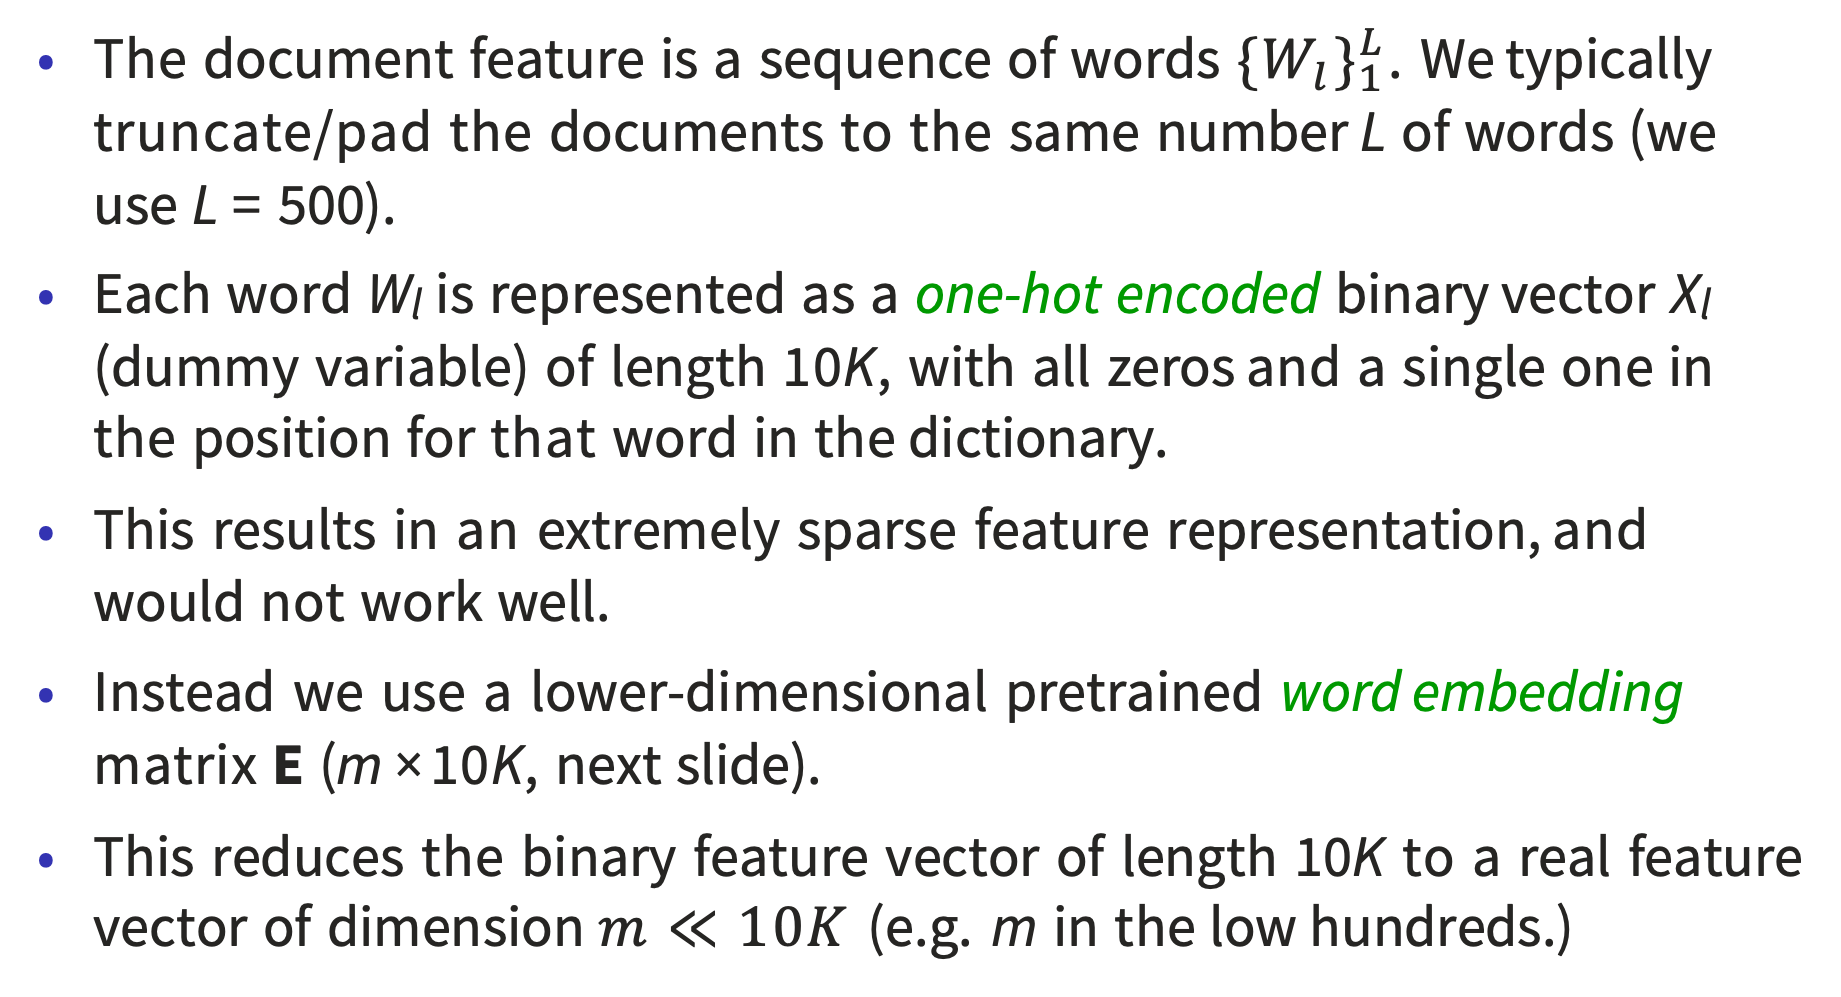 • The document feature is a sequence of words {W_l}_1^L. We typically
truncate/pad the documents to the same number L of words (we
use L = 500).
• Each word W_l is represented as a one-hot encoded binary vector X_l
(dummy variable) of length 10K, with all zeros and a single one in
the position for that word in the dictionary.
• This results in an extremely sparse feature representation, and
would not work well.
• Instead we use a lower-dimensional pretrained word embedding
matrix E (m × 10K, next slide).
• This reduces the binary feature vector of length 10K to a real feature
vector of dimension m ≪ 10K (e.g. m in the low hundreds.)